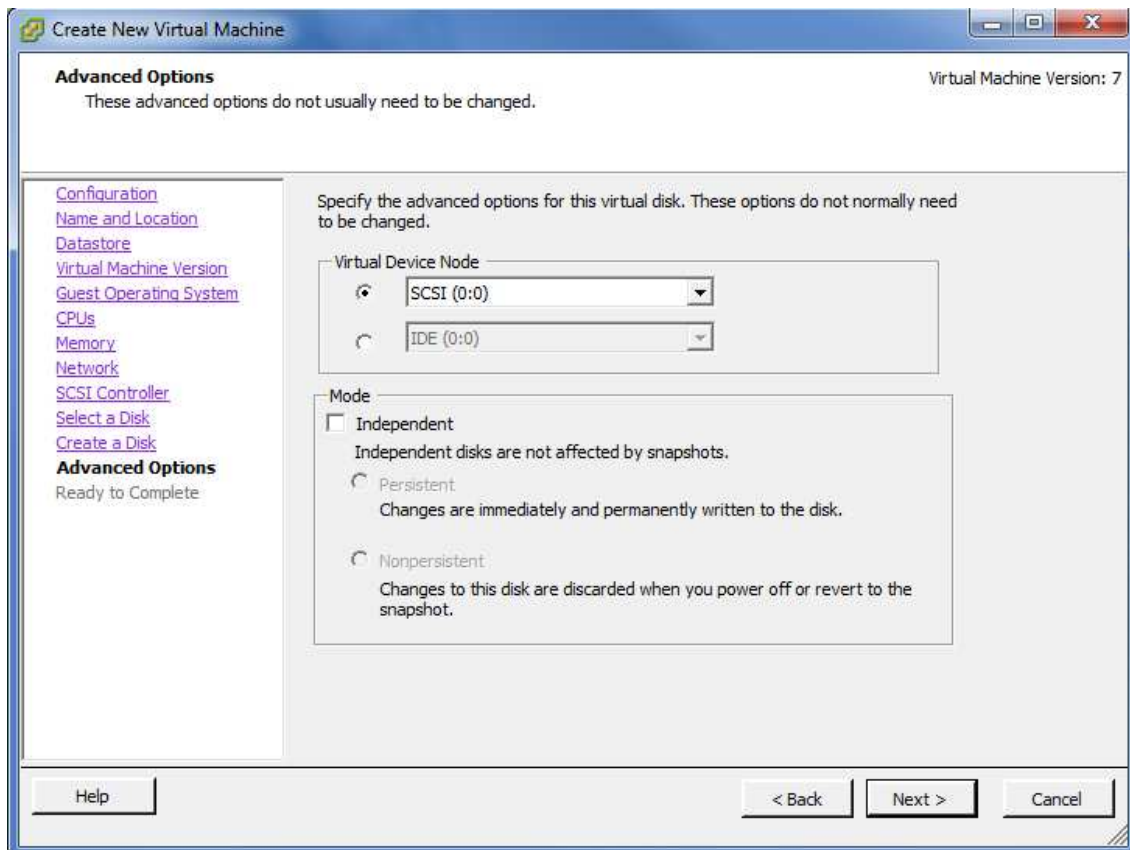 Create New Virtual Machine
Advanced Options
Virtual Machine Version: 7
These advanced options do not usually need to be changed.
Configuration
Name and Location
Datastore
Virtual Machine Version
Guest Operating System
CPUs
Memory
Network
SCSI Controller
Select a Disk
Create a Disk
Advanced Options
Ready to Complete
Specify the advanced options for this virtual disk. These options do not normally need
to be changed.
Virtual Device Node
SCSI (0:0)
IDE (0:0)
Mode
Independent
Independent disks are not affected by snapshots.
Persistent
Changes are immediately and permanently written to the disk.
Nonpersistent
Changes to this disk are discarded when you power off or revert to the
snapshot.
Help
< Back
Next >
Cancel